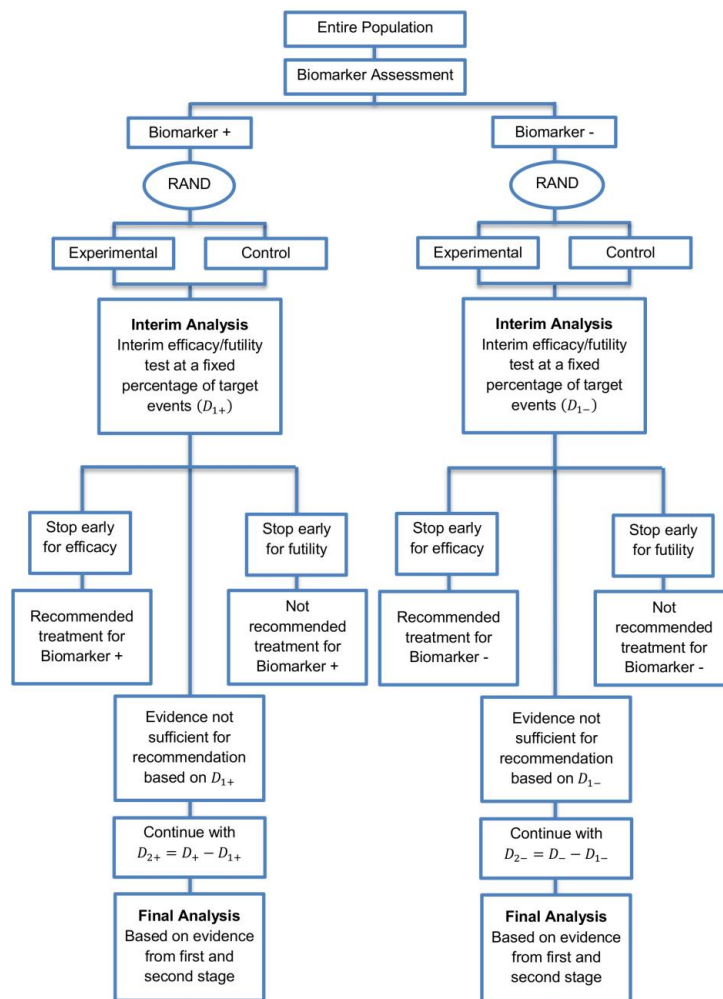 Entire Population
Biomarker Assessment
Biomarker +
RAND
Experimental
Control
Interim Analysis
Interim efficacy/futility
test at a fixed
percentage of target
events (𝐷₁₊)
Stop early
for efficacy
Stop early
for futility
Recommended
treatment for
Biomarker +
Not
recommended
treatment for
Biomarker +
Evidence not
sufficient for
recommendation
based on 𝐷₁₊
Continue with
𝐷₂₊ = 𝐷₊ − 𝐷₁₊
Final Analysis
Based on evidence
from first and
second stage
Biomarker -
RAND
Experimental
Control
Interim Analysis
Interim efficacy/futility
test at a fixed
percentage of target
events (𝐷₁₋)
Stop early
for efficacy
Stop early
for futility
Recommended
treatment for
Biomarker -
Not
recommended
treatment for
Biomarker -
Evidence not
sufficient for
recommendation
based on 𝐷₁₋
Continue with
𝐷₂₋ = 𝐷₋ − 𝐷₁₋
Final Analysis
Based on evidence
from first and
second stage